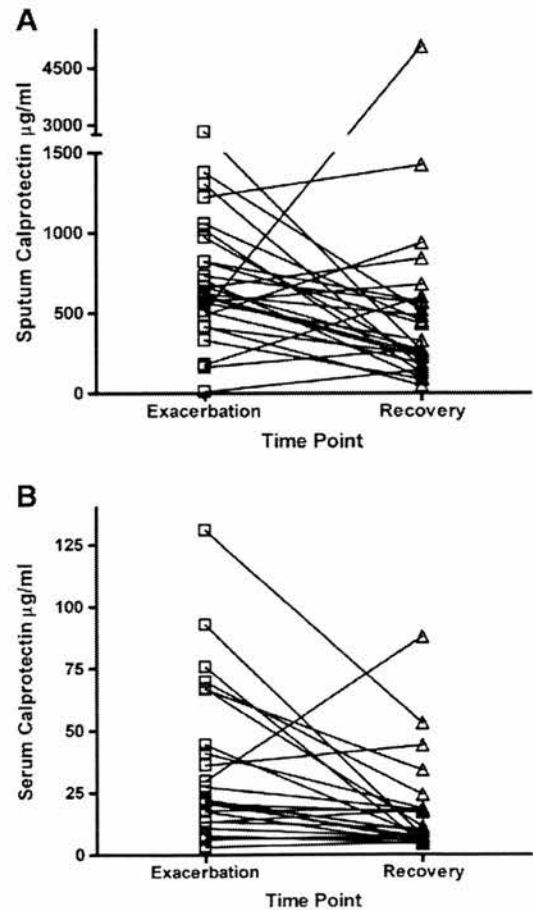 A
4500
3000
1500
1000
500
0
Sputum Calprotectin µg/ml
Exacerbation Recovery
Time Point
B
125
100
75
50
25
0
Serum Calprotectin µg/ml
Exacerbation Recovery
Time Point